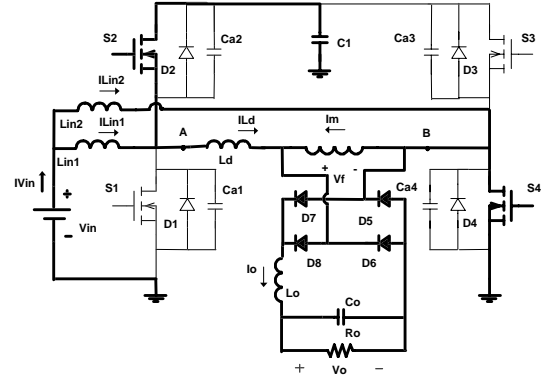 S2
D2
Ca2
C1
Ca3
D3
S3
ILin2
Lin2
ILin1
Lin1
A
ILd
Ld
Im
B
IVin
+
Vin
-
S1
D1
Ca1
+ Vf -
D7
D5
D8
D6
Ca4
D4
S4
Io
Lo
Co
Ro
+ Vo −